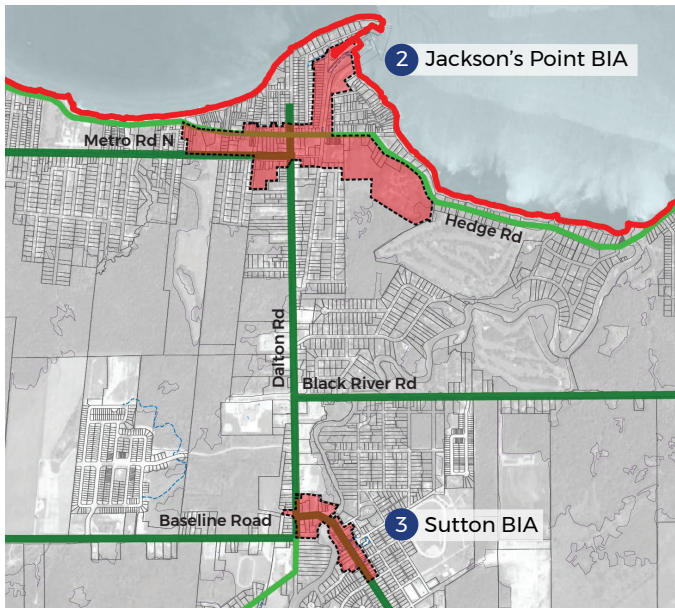 2 Jackson's Point BIA
Metro Rd N
Hedge Rd
Dalton Rd
Black River Rd
Baseline Road
3 Sutton BIA